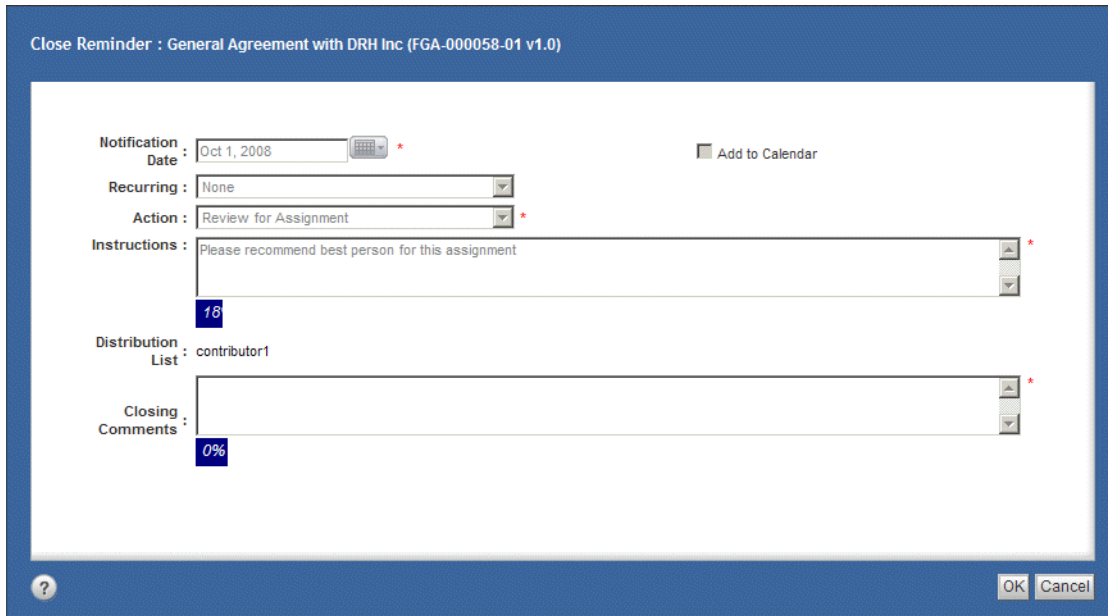 Close Reminder : General Agreement with DRH Inc (FGA-000058-01 v1.0)
Notification Date : Oct 1, 2008 * Add to Calendar
Recurring : None
Action : Review for Assignment *
Instructions : Please recommend best person for this assignment *
18
Distribution List : contributor1
Closing Comments : *
0%
? OK Cancel